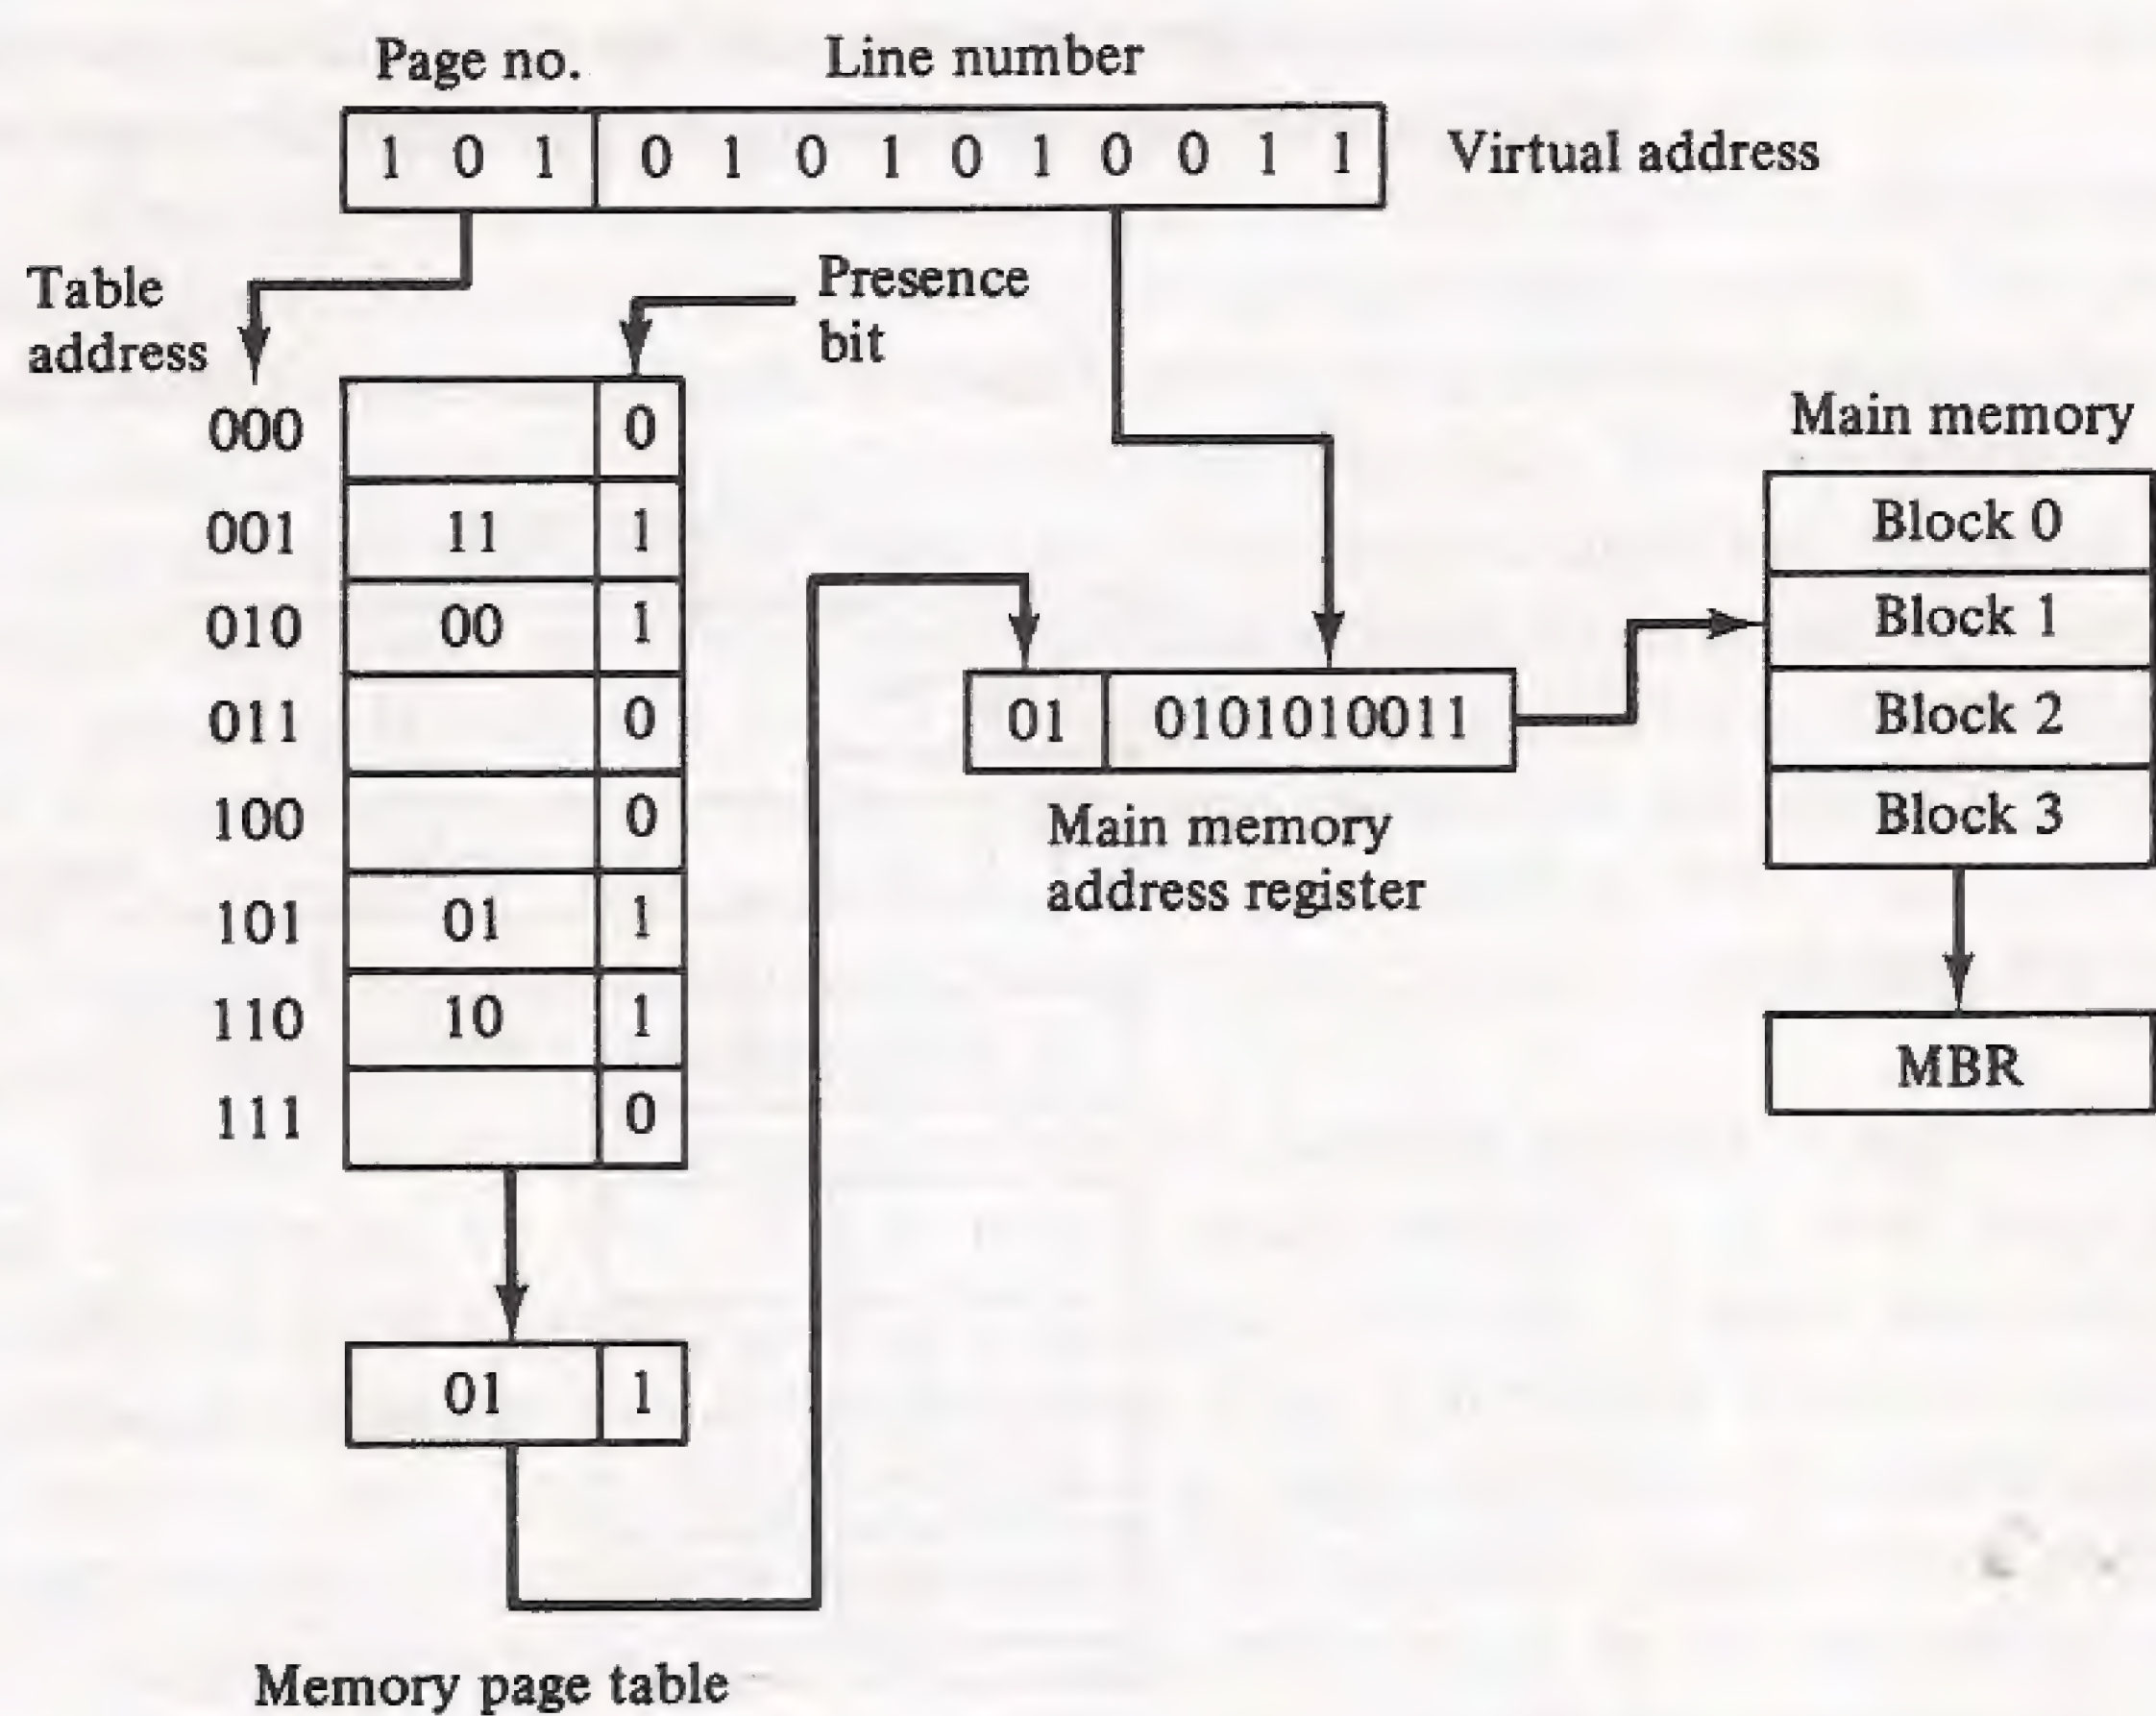 Page no. Line number
1 0 1 0 1 0 1 0 1 0 0 1 1 Virtual address
Table
address
Presence
bit
000 0
001 11 1
010 00 1
011 0
100 0
101 01 1
110 10 1
111 0
01 1
Memory page table
01 0101010011
Main memory
address register
Main memory
Block 0
Block 1
Block 2
Block 3
MBR